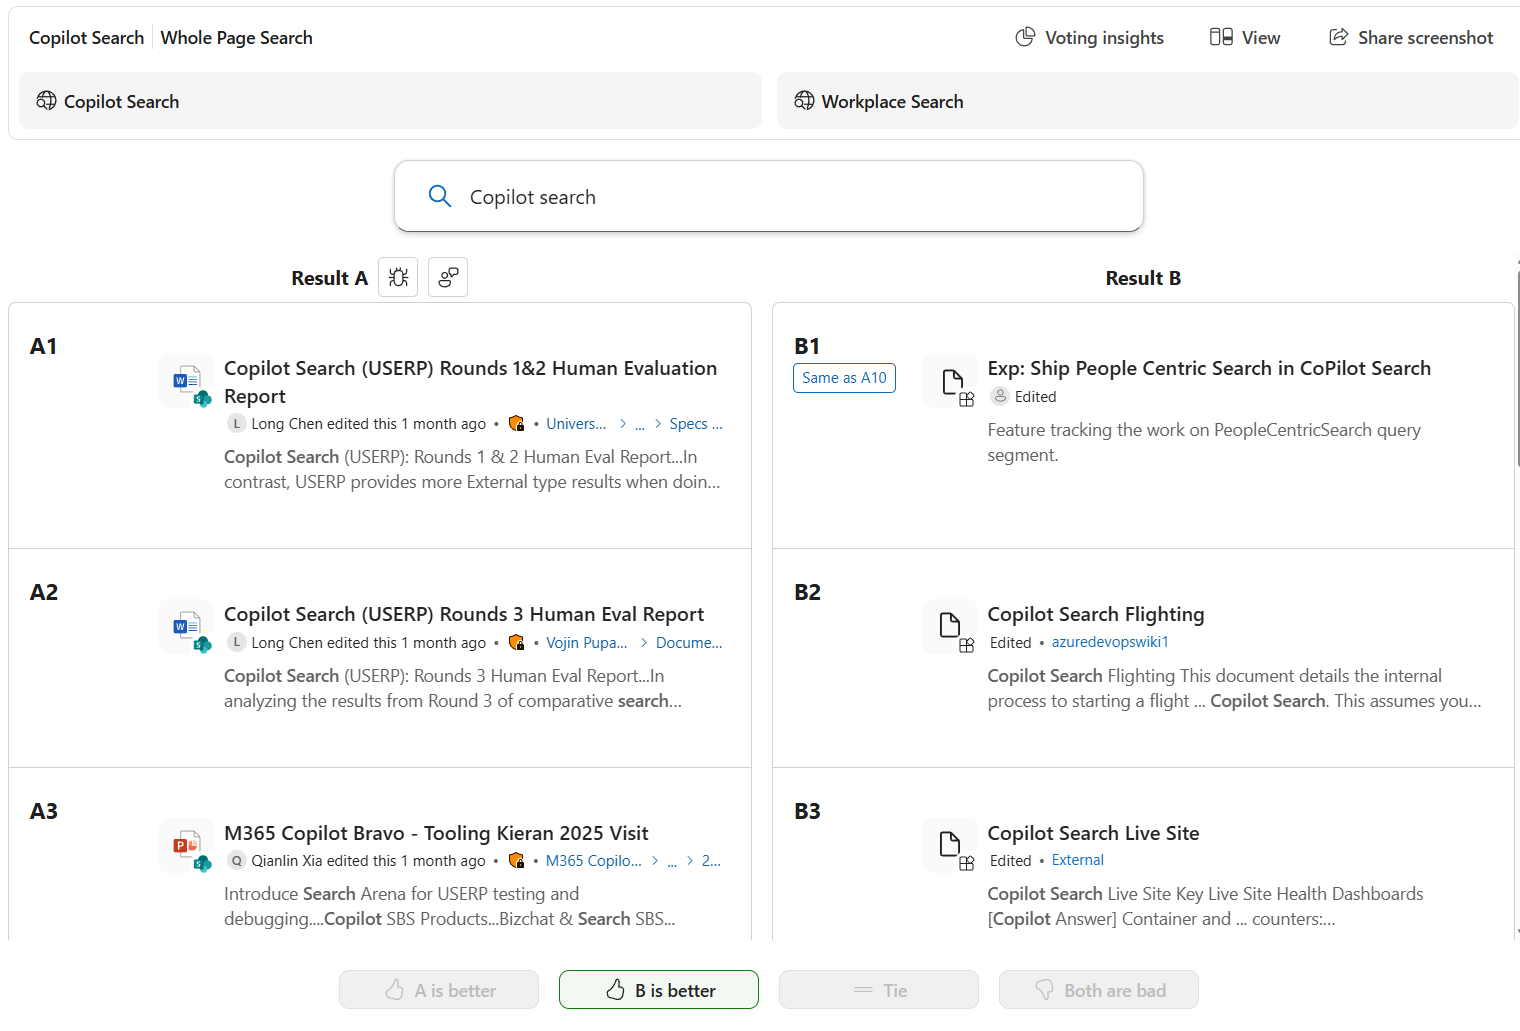 Copilot Search
Whole Page Search
Voting insights
View
Share screenshot
Copilot Search
Workplace Search
Copilot search
Result A
Result B
A1
Copilot Search (USERP) Rounds 1&2 Human Evaluation
Report
L Long Chen edited this 1 month ago • • Univers... > ... > Specs ...
Copilot Search (USERP): Rounds 1 & 2 Human Eval Report...In
contrast, USERP provides more External type results when doin...
B1
Same as A10
Exp: Ship People Centric Search in CoPilot Search
Edited
Feature tracking the work on PeopleCentricSearch query
segment.
A2
Copilot Search (USERP) Rounds 3 Human Eval Report
L Long Chen edited this 1 month ago • • Vojin Pupa... > Docume...
Copilot Search (USERP): Rounds 3 Human Eval Report...In
analyzing the results from Round 3 of comparative search...
B2
Copilot Search Flighting
Edited • azuredevopswiki1
Copilot Search Flighting This document details the internal
process to starting a flight ... Copilot Search. This assumes you...
A3
M365 Copilot Bravo - Tooling Kieran 2025 Visit
Q Qianlin Xia edited this 1 month ago • • M365 Copilo... > ... > 2...
Introduce Search Arena for USERP testing and
debugging....Copilot SBS Products...Bizchat & Search SBS...
B3
Copilot Search Live Site
Edited • External
Copilot Search Live Site Key Live Site Health Dashboards
[Copilot Answer] Container and ... counters:...
A is better
B is better
Tie
Both are bad